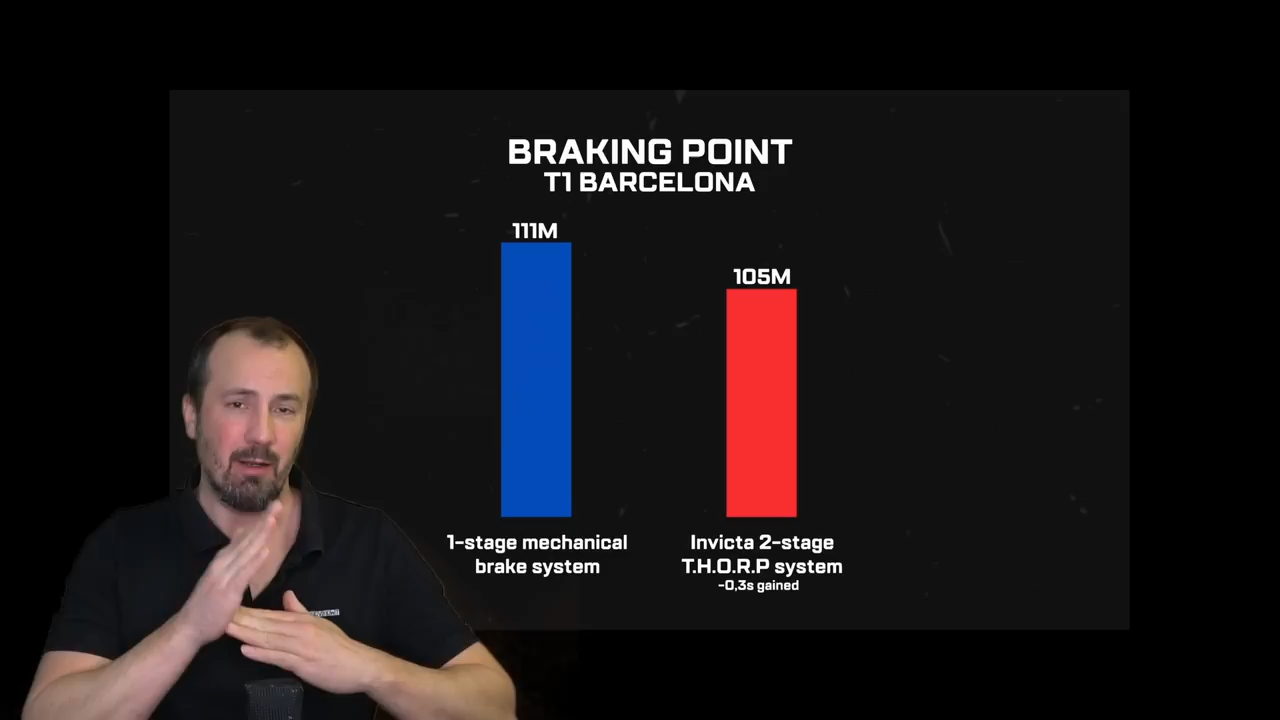 BRAKING POINT
T1 BARCELONA
111M
105M
1-stage mechanical
brake system
Invicta 2-stage
T.H.O.R.P system
~0,3s gained